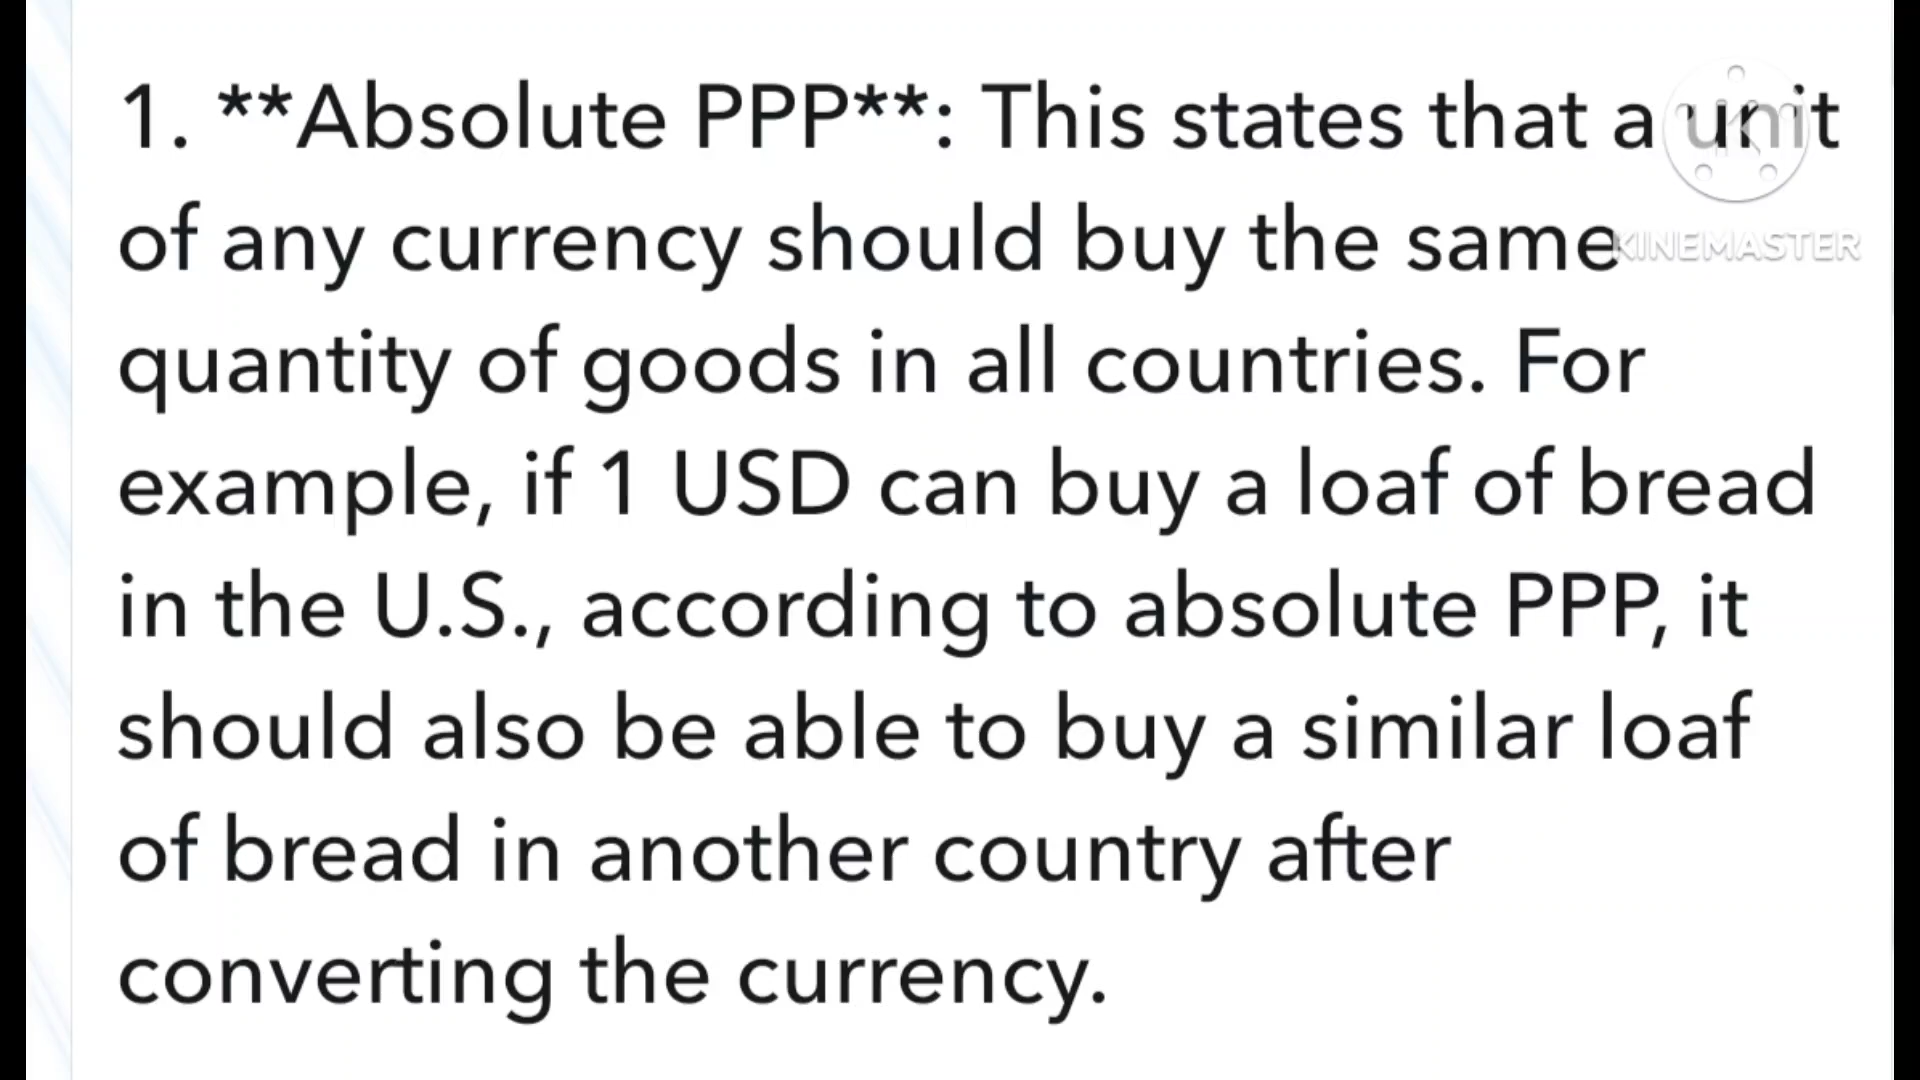 1. **Absolute PPP**: This states that a unit
of any currency should buy the same
KINEMASTER
quantity of goods in all countries. For
example, if 1 USD can buy a loaf of bread
in the U.S., according to absolute PPP, it
should also be able to buy a similar loaf
of bread in another country after
converting the currency.